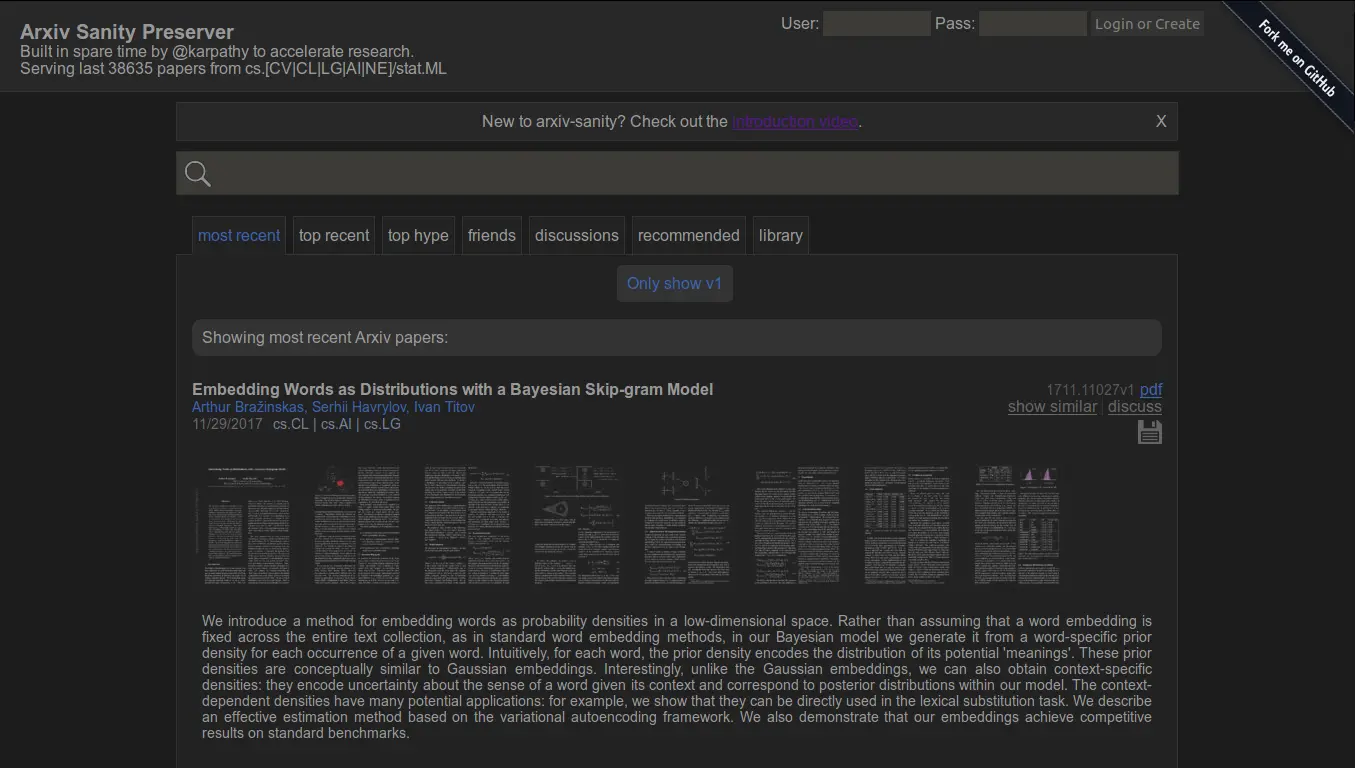 Arxiv Sanity Preserver
Built in spare time by @karpathy to accelerate research.
Serving last 38635 papers from cs.[CV|CL|LG|AI|NE]/stat.ML
User: Pass: Login or Create
Fork me on GitHub
New to arxiv-sanity? Check out the introduction video. X
most recent top recent top hype friends discussions recommended library
Only show v1
Showing most recent Arxiv papers:
Embedding Words as Distributions with a Bayesian Skip-gram Model 1711.11027v1 pdf
Arthur Bražinskas, Serhii Havrylov, Ivan Titov show similar | discuss
11/29/2017 cs.CL | cs.AI | cs.LG
We introduce a method for embedding words as probability densities in a low-dimensional space. Rather than assuming that a word embedding is
fixed across the entire text collection, as in standard word embedding methods, in our Bayesian model we generate it from a word-specific prior
density for each occurrence of a given word. Intuitively, for each word, the prior density encodes the distribution of its potential 'meanings'. These prior
densities are conceptually similar to Gaussian embeddings. Interestingly, unlike the Gaussian embeddings, we can also obtain context-specific
densities: they encode uncertainty about the sense of a word given its context and correspond to posterior distributions within our model. The context-
dependent densities have many potential applications: for example, we show that they can be directly used in the lexical substitution task. We describe
an effective estimation method based on the variational autoencoding framework. We also demonstrate that our embeddings achieve competitive
results on standard benchmarks.